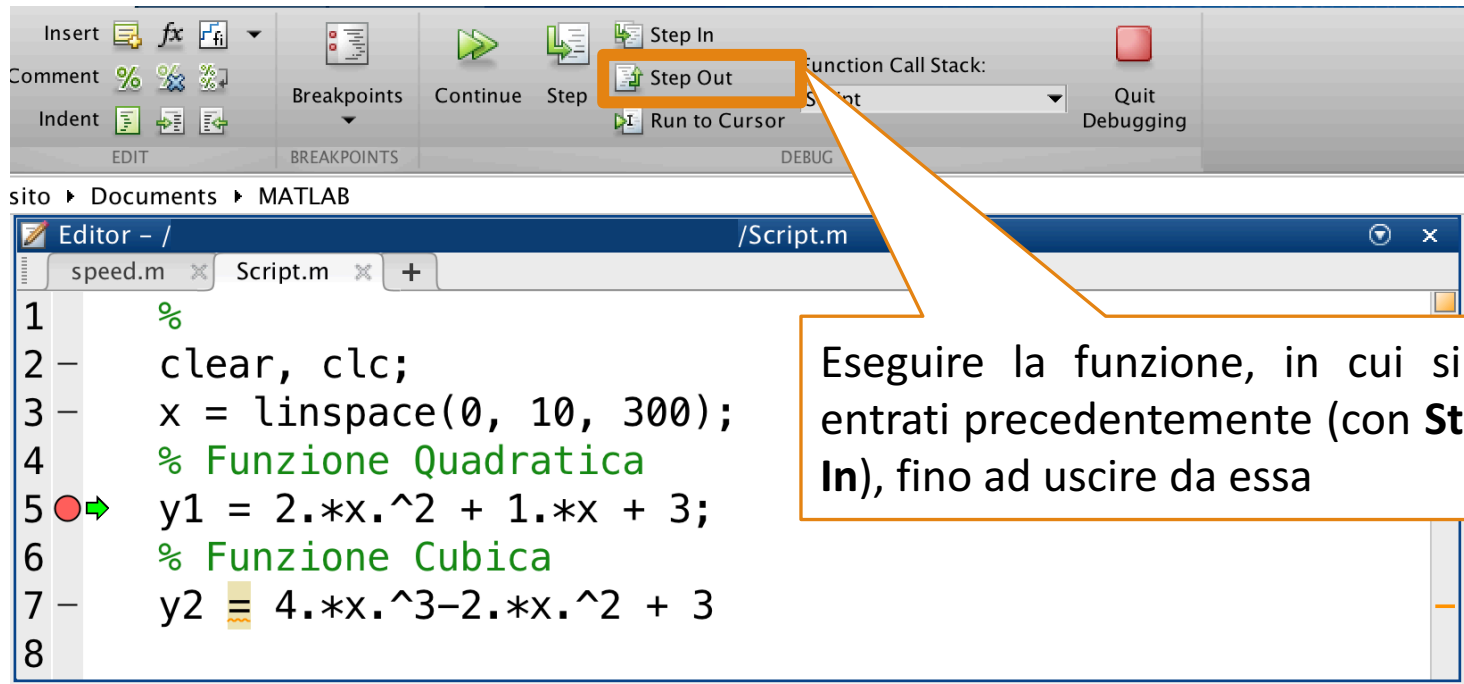 Insert fx fi
Step In
Comment % % %
Step Out
Function Call Stack:
Breakpoints Continue Step
Script
Quit
Debugging
Indent
Run to Cursor
EDIT BREAKPOINTS DEBUG
sito ▸ Documents ▸ MATLAB
Editor – / /Script.m
speed.m Script.m +
1 %
2 – clear, clc;
3 – x = linspace(0, 10, 300);
4 % Funzione Quadratica
5 y1 = 2.*x.^2 + 1.*x + 3;
6 % Funzione Cubica
7 – y2 = 4.*x.^3-2.*x.^2 + 3
8
Eseguire la funzione, in cui si
entrati precedentemente (con St
In), fino ad uscire da essa